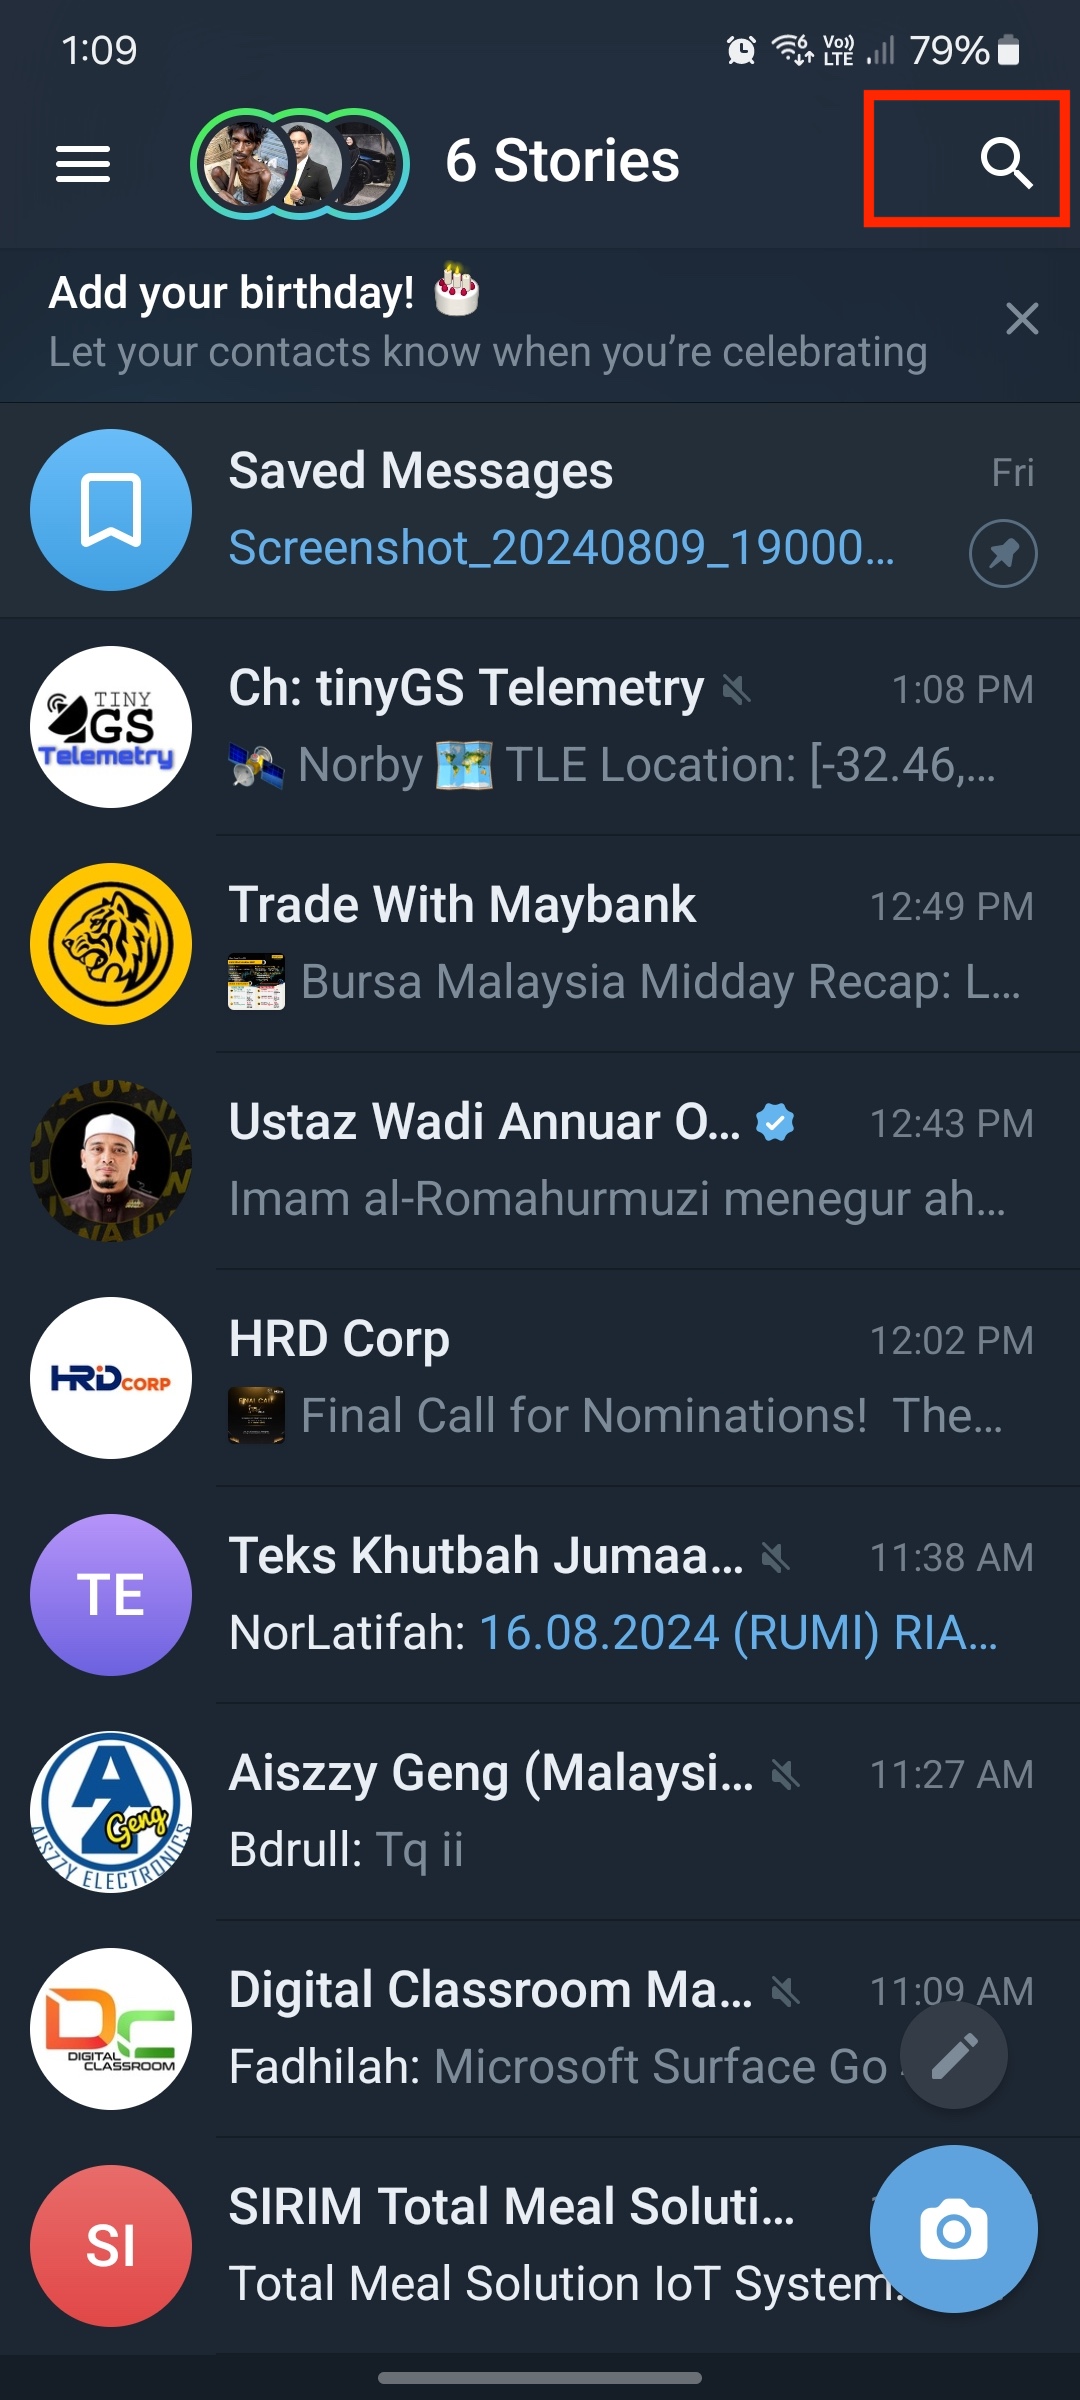 1:09
Vo)) LTE 79%
6 Stories
Add your birthday! 🎂
Let your contacts know when you’re celebrating
Saved Messages Fri
Screenshot_20240809_19000...
TINY
GS
Telemetry
Ch: tinyGS Telemetry 1:08 PM
🛰 Norby 🗺 TLE Location: [-32.46,...
Trade With Maybank 12:49 PM
Bursa Malaysia Midday Recap: L...
Ustaz Wadi Annuar O... 12:43 PM
Imam al-Romahurmuzi menegur ah...
HRD CORP
HRD Corp 12:02 PM
FINAL CALL
Final Call for Nominations!  The...
TE
Teks Khutbah Jumaa... 11:38 AM
NorLatifah: 16.08.2024 (RUMI) RIA...
AZ
Geng
AISZZY ELECTRONICS
Aiszzy Geng (Malaysi... 11:27 AM
Bdrull: Tq ii
DC
DIGITAL
CLASSROOM
Digital Classroom Ma... 11:09 AM
Fadhilah: Microsoft Surface Go
SI
SIRIM Total Meal Soluti...
Total Meal Solution IoT System.